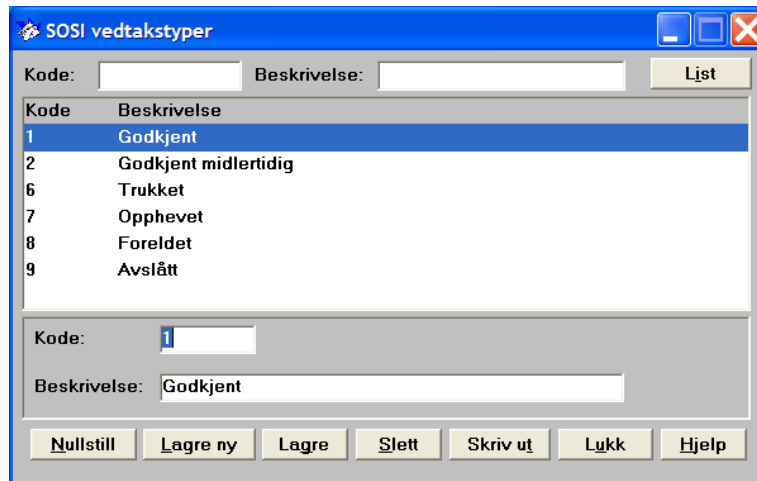 SOSI vedtakstyper
Kode: Beskrivelse: List
Kode Beskrivelse
1 Godkjent
2 Godkjent midlertidig
6 Trukket
7 Opphevet
8 Foreldet
9 Avslått
Kode: 1
Beskrivelse: Godkjent
Nullstill Lagre ny Lagre Slett Skriv ut Lukk Hjelp